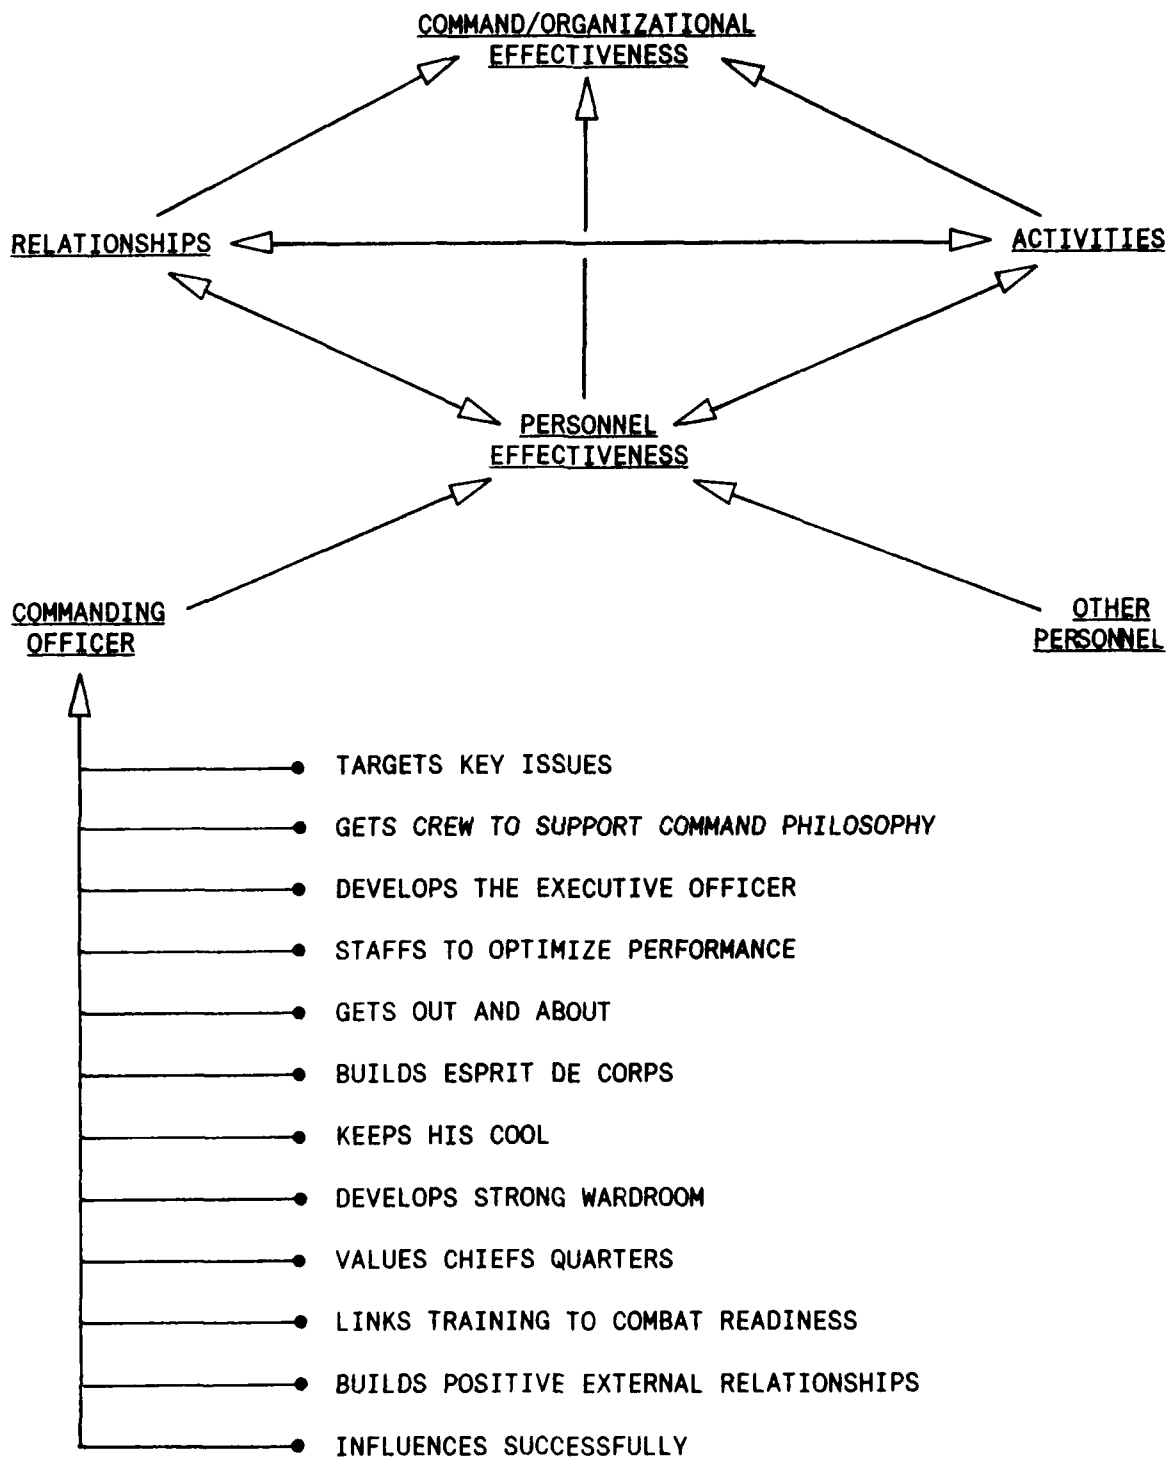 COMMAND/ORGANIZATIONAL
EFFECTIVENESS
RELATIONSHIPS
ACTIVITIES
PERSONNEL
EFFECTIVENESS
COMMANDING
OFFICER
OTHER
PERSONNEL
TARGETS KEY ISSUES
GETS CREW TO SUPPORT COMMAND PHILOSOPHY
DEVELOPS THE EXECUTIVE OFFICER
STAFFS TO OPTIMIZE PERFORMANCE
GETS OUT AND ABOUT
BUILDS ESPRIT DE CORPS
KEEPS HIS COOL
DEVELOPS STRONG WARDROOM
VALUES CHIEFS QUARTERS
LINKS TRAINING TO COMBAT READINESS
BUILDS POSITIVE EXTERNAL RELATIONSHIPS
INFLUENCES SUCCESSFULLY